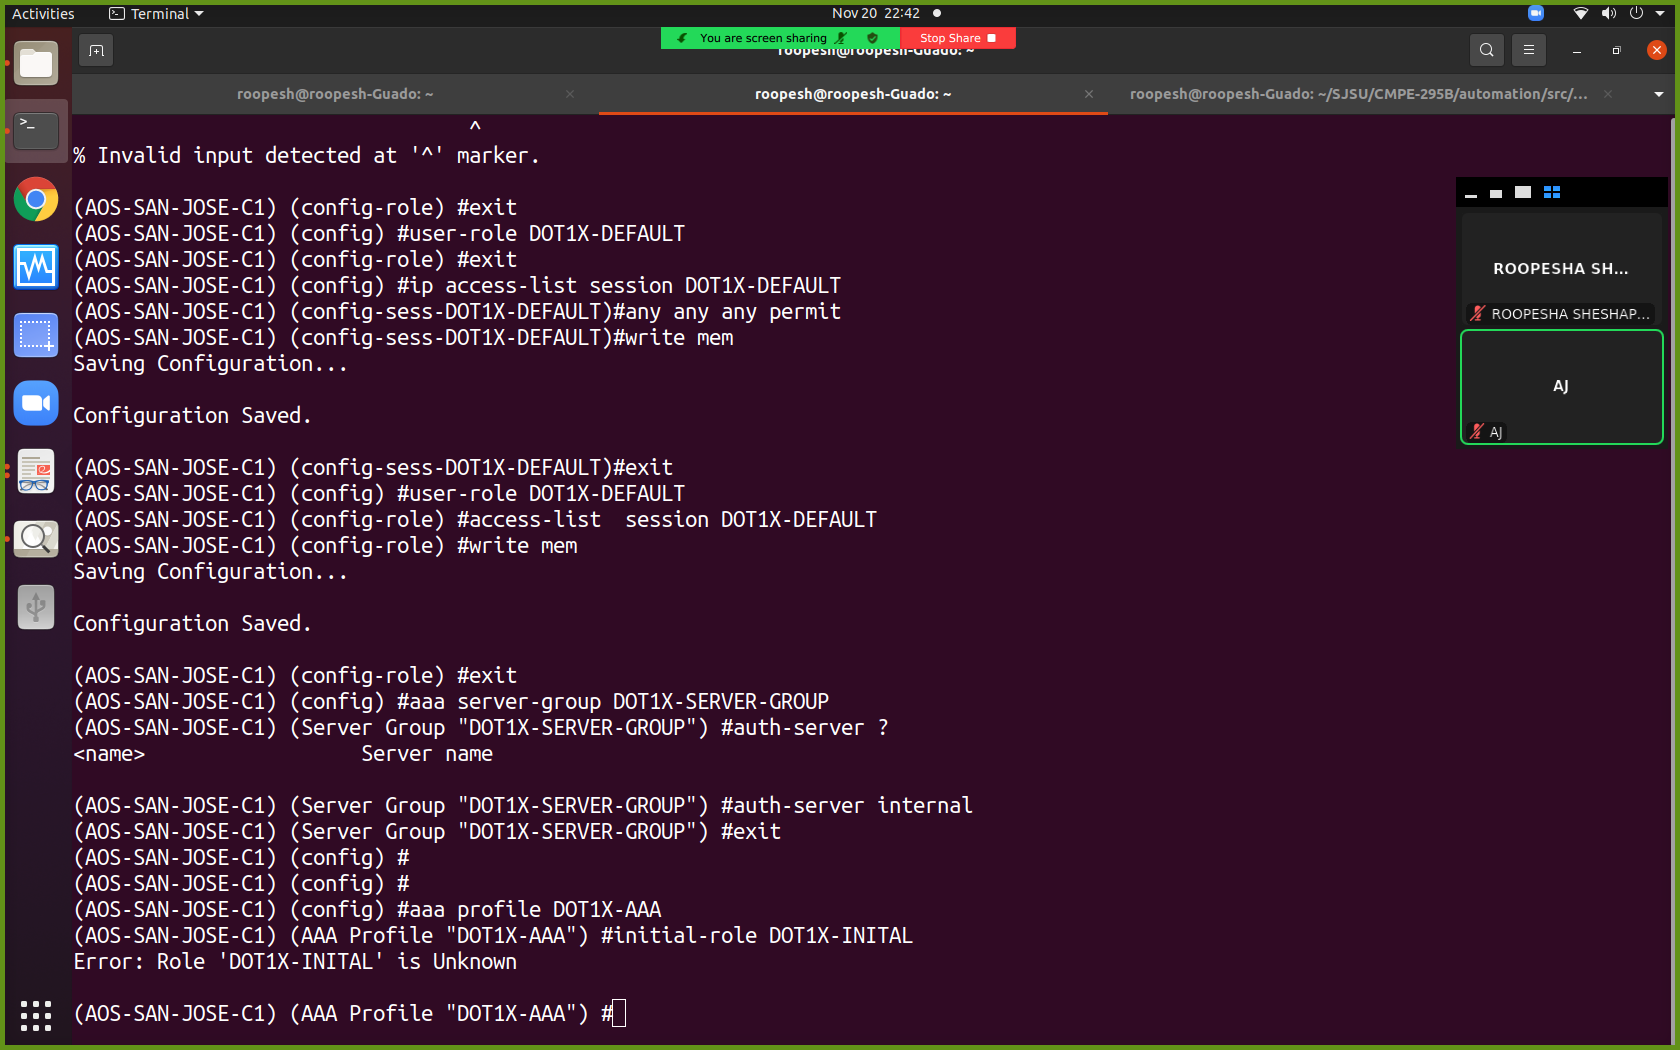 Activities
Terminal
Nov 20 22:42
You are screen sharing
Stop Share
roopesh@roopesh-Guado: ~
roopesh@roopesh-Guado: ~
roopesh@roopesh-Guado: ~
roopesh@roopesh-Guado: ~/SJSU/CMPE-295B/automation/src/...
^
% Invalid input detected at '^' marker.
(AOS-SAN-JOSE-C1) (config-role) #exit
(AOS-SAN-JOSE-C1) (config) #user-role DOT1X-DEFAULT
(AOS-SAN-JOSE-C1) (config-role) #exit
(AOS-SAN-JOSE-C1) (config) #ip access-list session DOT1X-DEFAULT
(AOS-SAN-JOSE-C1) (config-sess-DOT1X-DEFAULT)#any any any permit
(AOS-SAN-JOSE-C1) (config-sess-DOT1X-DEFAULT)#write mem
Saving Configuration...
Configuration Saved.
(AOS-SAN-JOSE-C1) (config-sess-DOT1X-DEFAULT)#exit
(AOS-SAN-JOSE-C1) (config) #user-role DOT1X-DEFAULT
(AOS-SAN-JOSE-C1) (config-role) #access-list  session DOT1X-DEFAULT
(AOS-SAN-JOSE-C1) (config-role) #write mem
Saving Configuration...
Configuration Saved.
(AOS-SAN-JOSE-C1) (config-role) #exit
(AOS-SAN-JOSE-C1) (config) #aaa server-group DOT1X-SERVER-GROUP
(AOS-SAN-JOSE-C1) (Server Group "DOT1X-SERVER-GROUP") #auth-server ?
<name>                  Server name
(AOS-SAN-JOSE-C1) (Server Group "DOT1X-SERVER-GROUP") #auth-server internal
(AOS-SAN-JOSE-C1) (Server Group "DOT1X-SERVER-GROUP") #exit
(AOS-SAN-JOSE-C1) (config) #
(AOS-SAN-JOSE-C1) (config) #
(AOS-SAN-JOSE-C1) (config) #aaa profile DOT1X-AAA
(AOS-SAN-JOSE-C1) (AAA Profile "DOT1X-AAA") #initial-role DOT1X-INITAL
Error: Role 'DOT1X-INITAL' is Unknown
(AOS-SAN-JOSE-C1) (AAA Profile "DOT1X-AAA") #
ROOPESHA SH...
ROOPESHA SHESHAP...
AJ
AJ